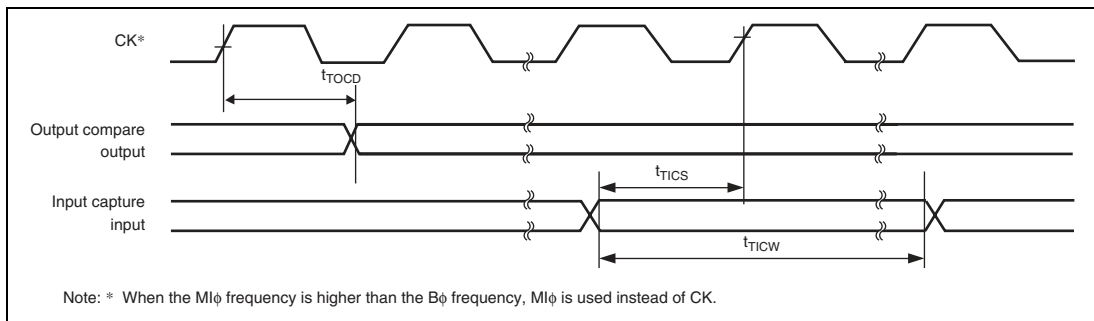 CK*
tTOCD
Output compare
output
tTICS
Input capture
input
tTICW
Note: * When the MIϕ frequency is higher than the Bϕ frequency, MIϕ is used instead of CK.